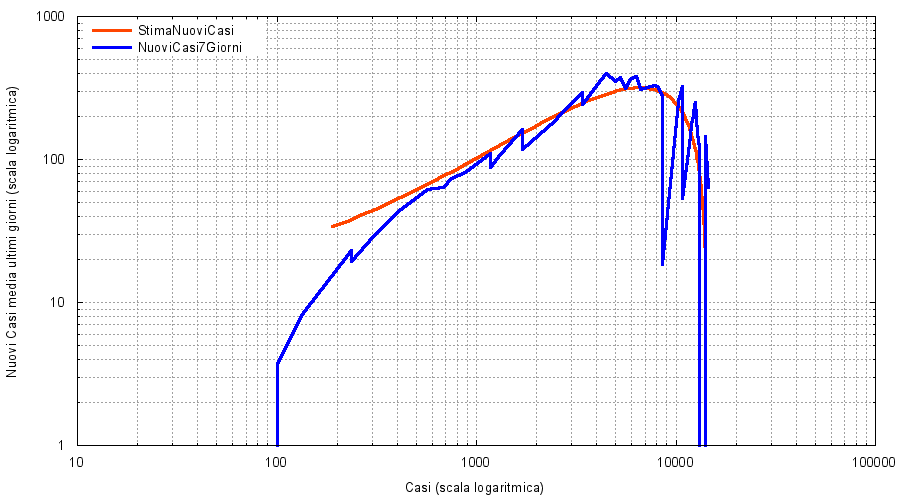 1000
StimaNuoviCasi
NuoviCasi7Giorni
100
10
1
10
100
1000
10000
100000
Nuovi Casi media ultimi giorni (scala logaritmica)
Casi (scala logaritmica)